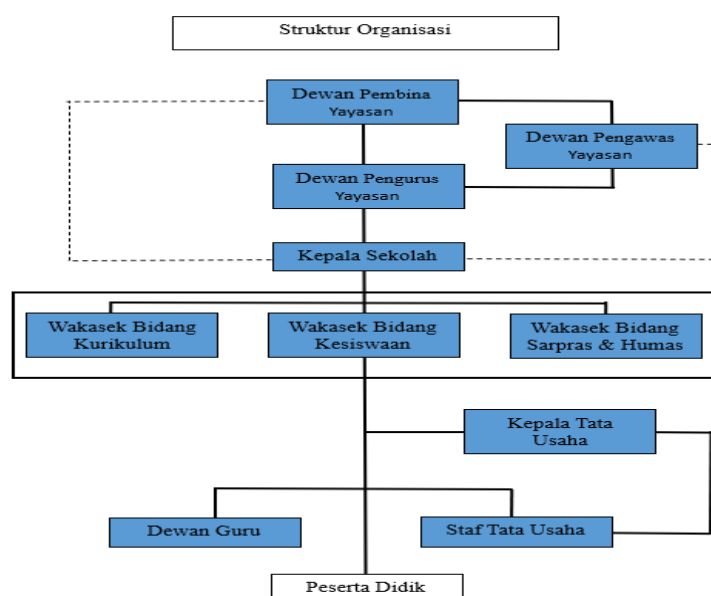 Struktur Organisasi
Dewan Pembina
Yayasan
Dewan Pengawas
Yayasan
Dewan Pengurus
Yayasan
Kepala Sekolah
Wakasek Bidang
Kurikulum
Wakasek Bidang
Kesiswaan
Wakasek Bidang
Sarpras & Humas
Kepala Tata
Usaha
Dewan Guru
Staf Tata Usaha
Peserta Didik